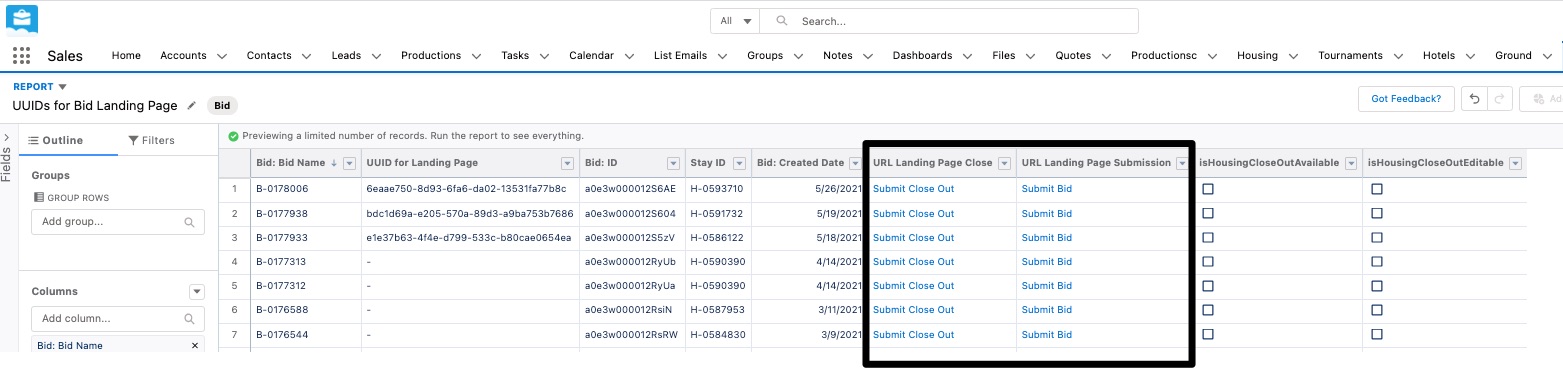 All Search...
Sales Home Accounts Contacts Leads Productions Tasks Calendar List Emails Groups Notes Dashboards Files Quotes Productionsc Housing Tournaments Hotels Ground
REPORT
UUIDs for Bid Landing Page Bid Got Feedback?
Fields
Outline Filters
Groups
GROUP ROWS
Add group...
Columns
Add column...
Bid: Bid Name ×
Previewing a limited number of records. Run the report to see everything.
Bid: Bid Name ↓ UUID for Landing Page Bid: ID Stay ID Bid: Created Date URL Landing Page Close URL Landing Page Submission isHousingCloseOutAvailable isHousingCloseOutEditable
1 B-0178006 6eaae750-8d93-6fa6-da02-13531fa77b8c a0e3w000012S6AE H-0593710 5/26/2021 Submit Close Out Submit Bid
2 B-0177938 bdc1d69a-e205-570a-89d3-a9ba753b7686 a0e3w000012S604 H-0591732 5/19/2021 Submit Close Out Submit Bid
3 B-0177933 e1e37b63-4f4e-d799-533c-b80cae0654ea a0e3w000012S5zV H-0586122 5/18/2021 Submit Close Out Submit Bid
4 B-0177313 - a0e3w000012RyUb H-0590390 4/14/2021 Submit Close Out Submit Bid
5 B-0177312 - a0e3w000012RyUa H-0590390 4/14/2021 Submit Close Out Submit Bid
6 B-0176588 - a0e3w000012RsiN H-0587953 3/11/2021 Submit Close Out Submit Bid
7 B-0176544 - a0e3w000012RsRW H-0584830 3/9/2021 Submit Close Out Submit Bid